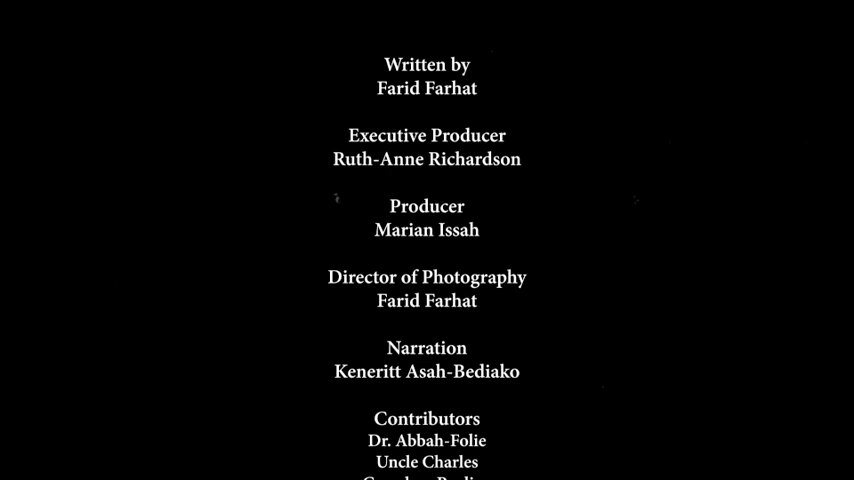 Written by
Farid Farhat
Executive Producer
Ruth-Anne Richardson
Producer
Marian Issah
Director of Photography
Farid Farhat
Narration
Keneritt Asah-Bediako
Contributors
Dr. Abbah-Folie
Uncle Charles